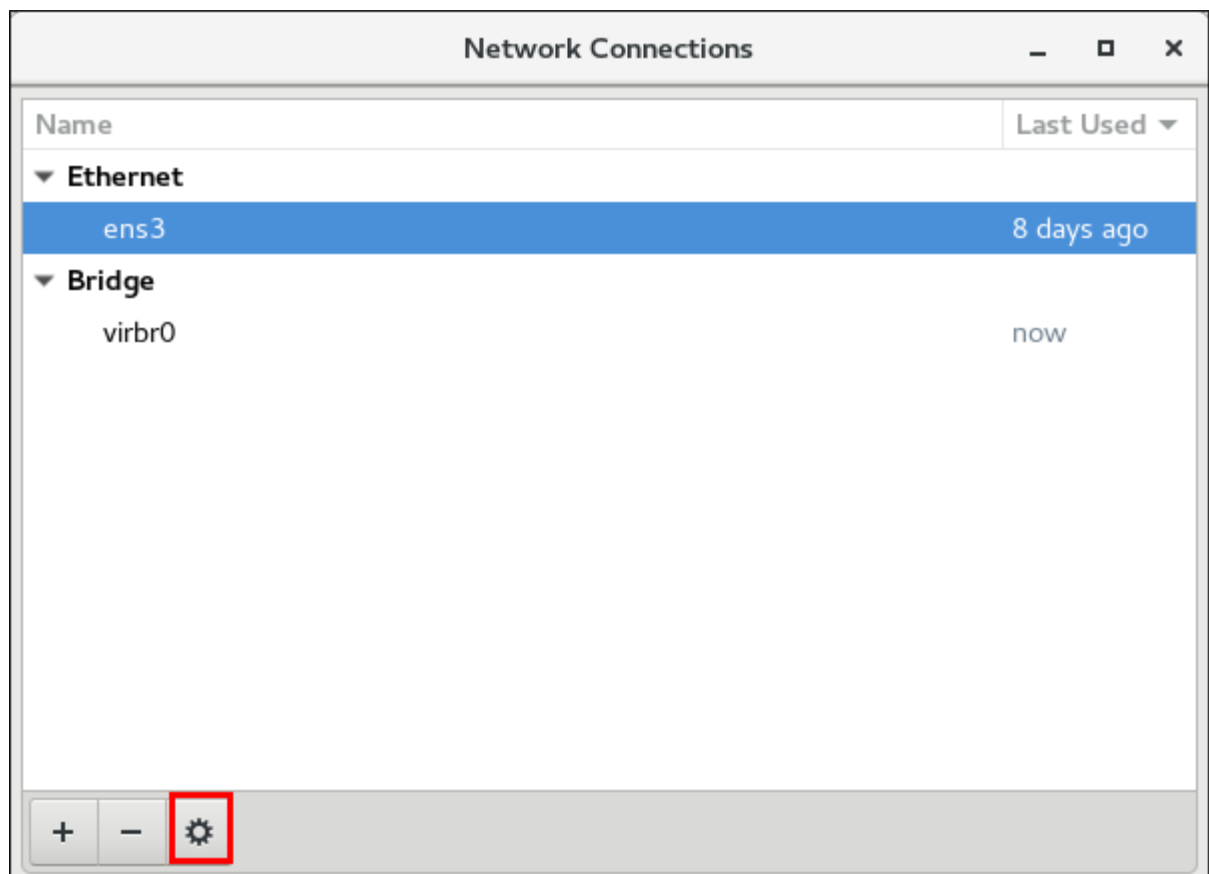 Network Connections
Name Last Used
Ethernet
ens3 8 days ago
Bridge
virbr0 now